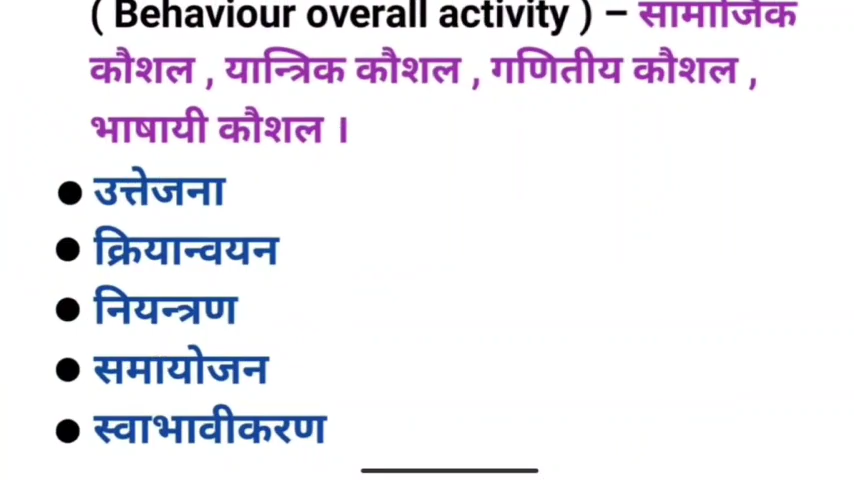 ( Behaviour overall activity ) – सामाजिक
कौशल , यान्त्रिक कौशल , गणितीय कौशल ,
भाषायी कौशल ।
● उत्तेजना
● क्रियान्वयन
● नियन्त्रण
● समायोजन
● स्वाभावीकरण